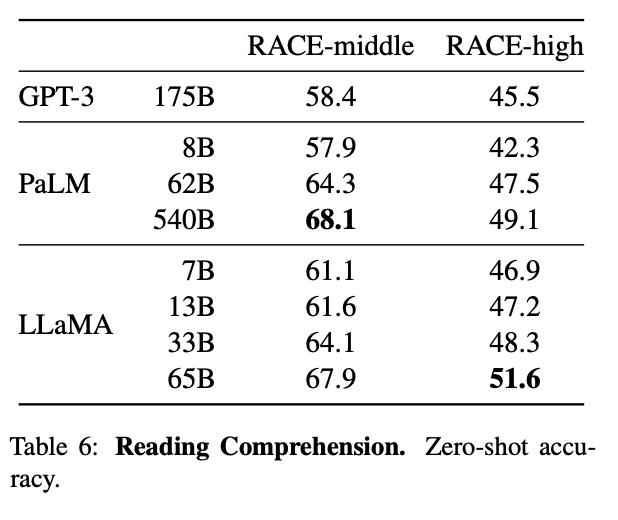 RACE-middle RACE-high
GPT-3 175B 58.4 45.5
8B 57.9 42.3
PaLM 62B 64.3 47.5
540B 68.1 49.1
7B 61.1 46.9
13B 61.6 47.2
LLaMA
33B 64.1 48.3
65B 67.9 51.6
Table 6: Reading Comprehension. Zero-shot accu-
racy.